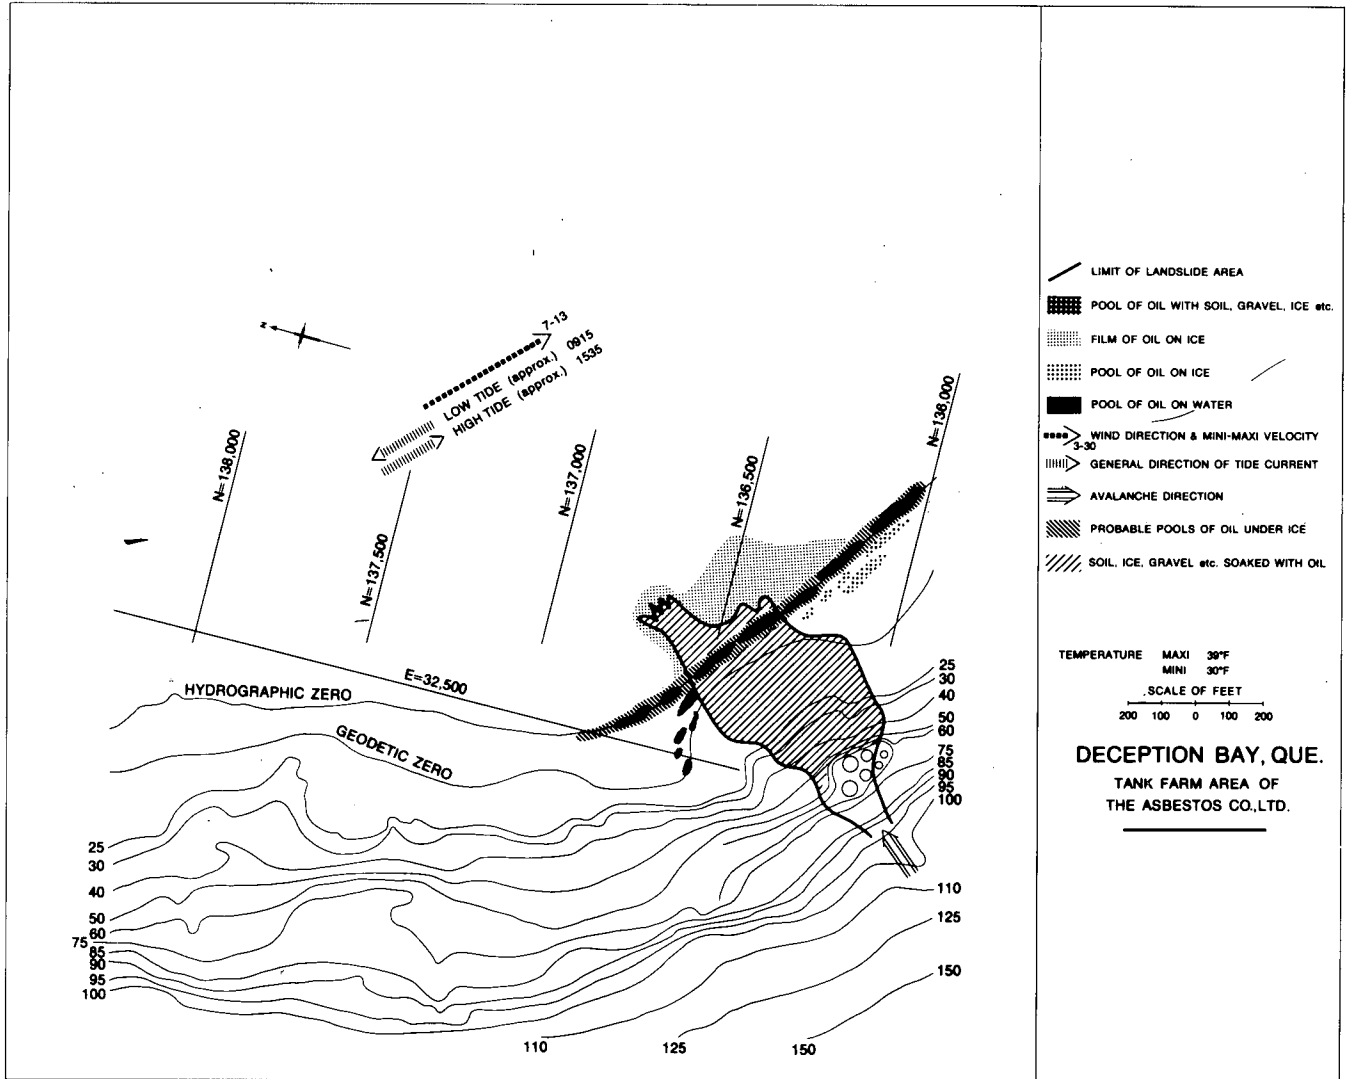 LIMIT OF LANDSLIDE AREA
POOL OF OIL WITH SOIL, GRAVEL, ICE etc.
FILM OF OIL ON ICE
POOL OF OIL ON ICE
POOL OF OIL ON WATER
WIND DIRECTION & MINI-MAXI VELOCITY
3-30
GENERAL DIRECTION OF TIDE CURRENT
AVALANCHE DIRECTION
PROBABLE POOLS OF OIL UNDER ICE
SOIL, ICE, GRAVEL etc. SOAKED WITH OIL
TEMPERATURE MAXI 39°F
MINI 30°F
SCALE OF FEET
200 100 0 100 200
DECEPTION BAY, QUE.
TANK FARM AREA OF
THE ASBESTOS CO.,LTD.
N
7-13
LOW TIDE (approx.) 0915
HIGH TIDE (approx.) 1535
N=138,000
N=137,500
N=137,000
N=136,500
N=136,000
E=32,500
HYDROGRAPHIC ZERO
GEODETIC ZERO
25
30
40
50
60
75
85
90
95
100
110
125
150
25
30
40
50
60
75
85
90
95
100
110
125
150